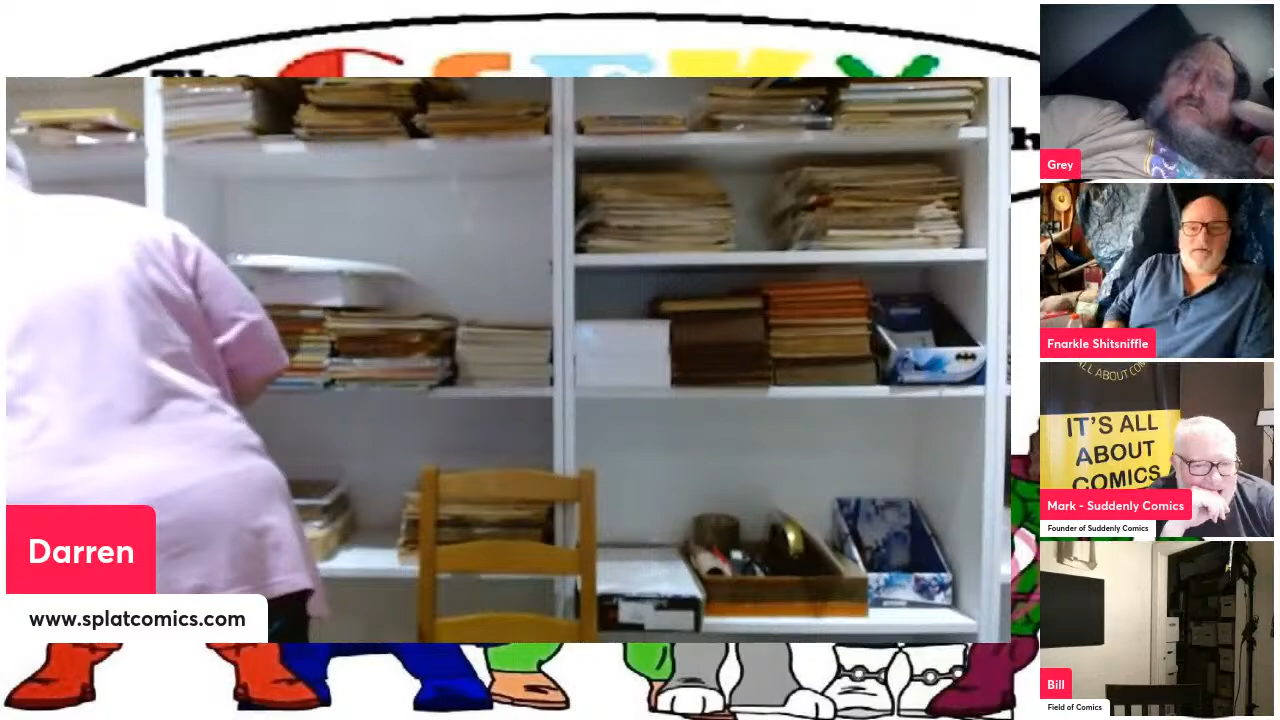 Darren
www.splatcomics.com
Grey
Fnarkle Shitsniffle
IT'S ALL
ABOUT
COMICS
Mark - Suddenly Comics
Founder of Suddenly Comics
Bill
Field of Comics